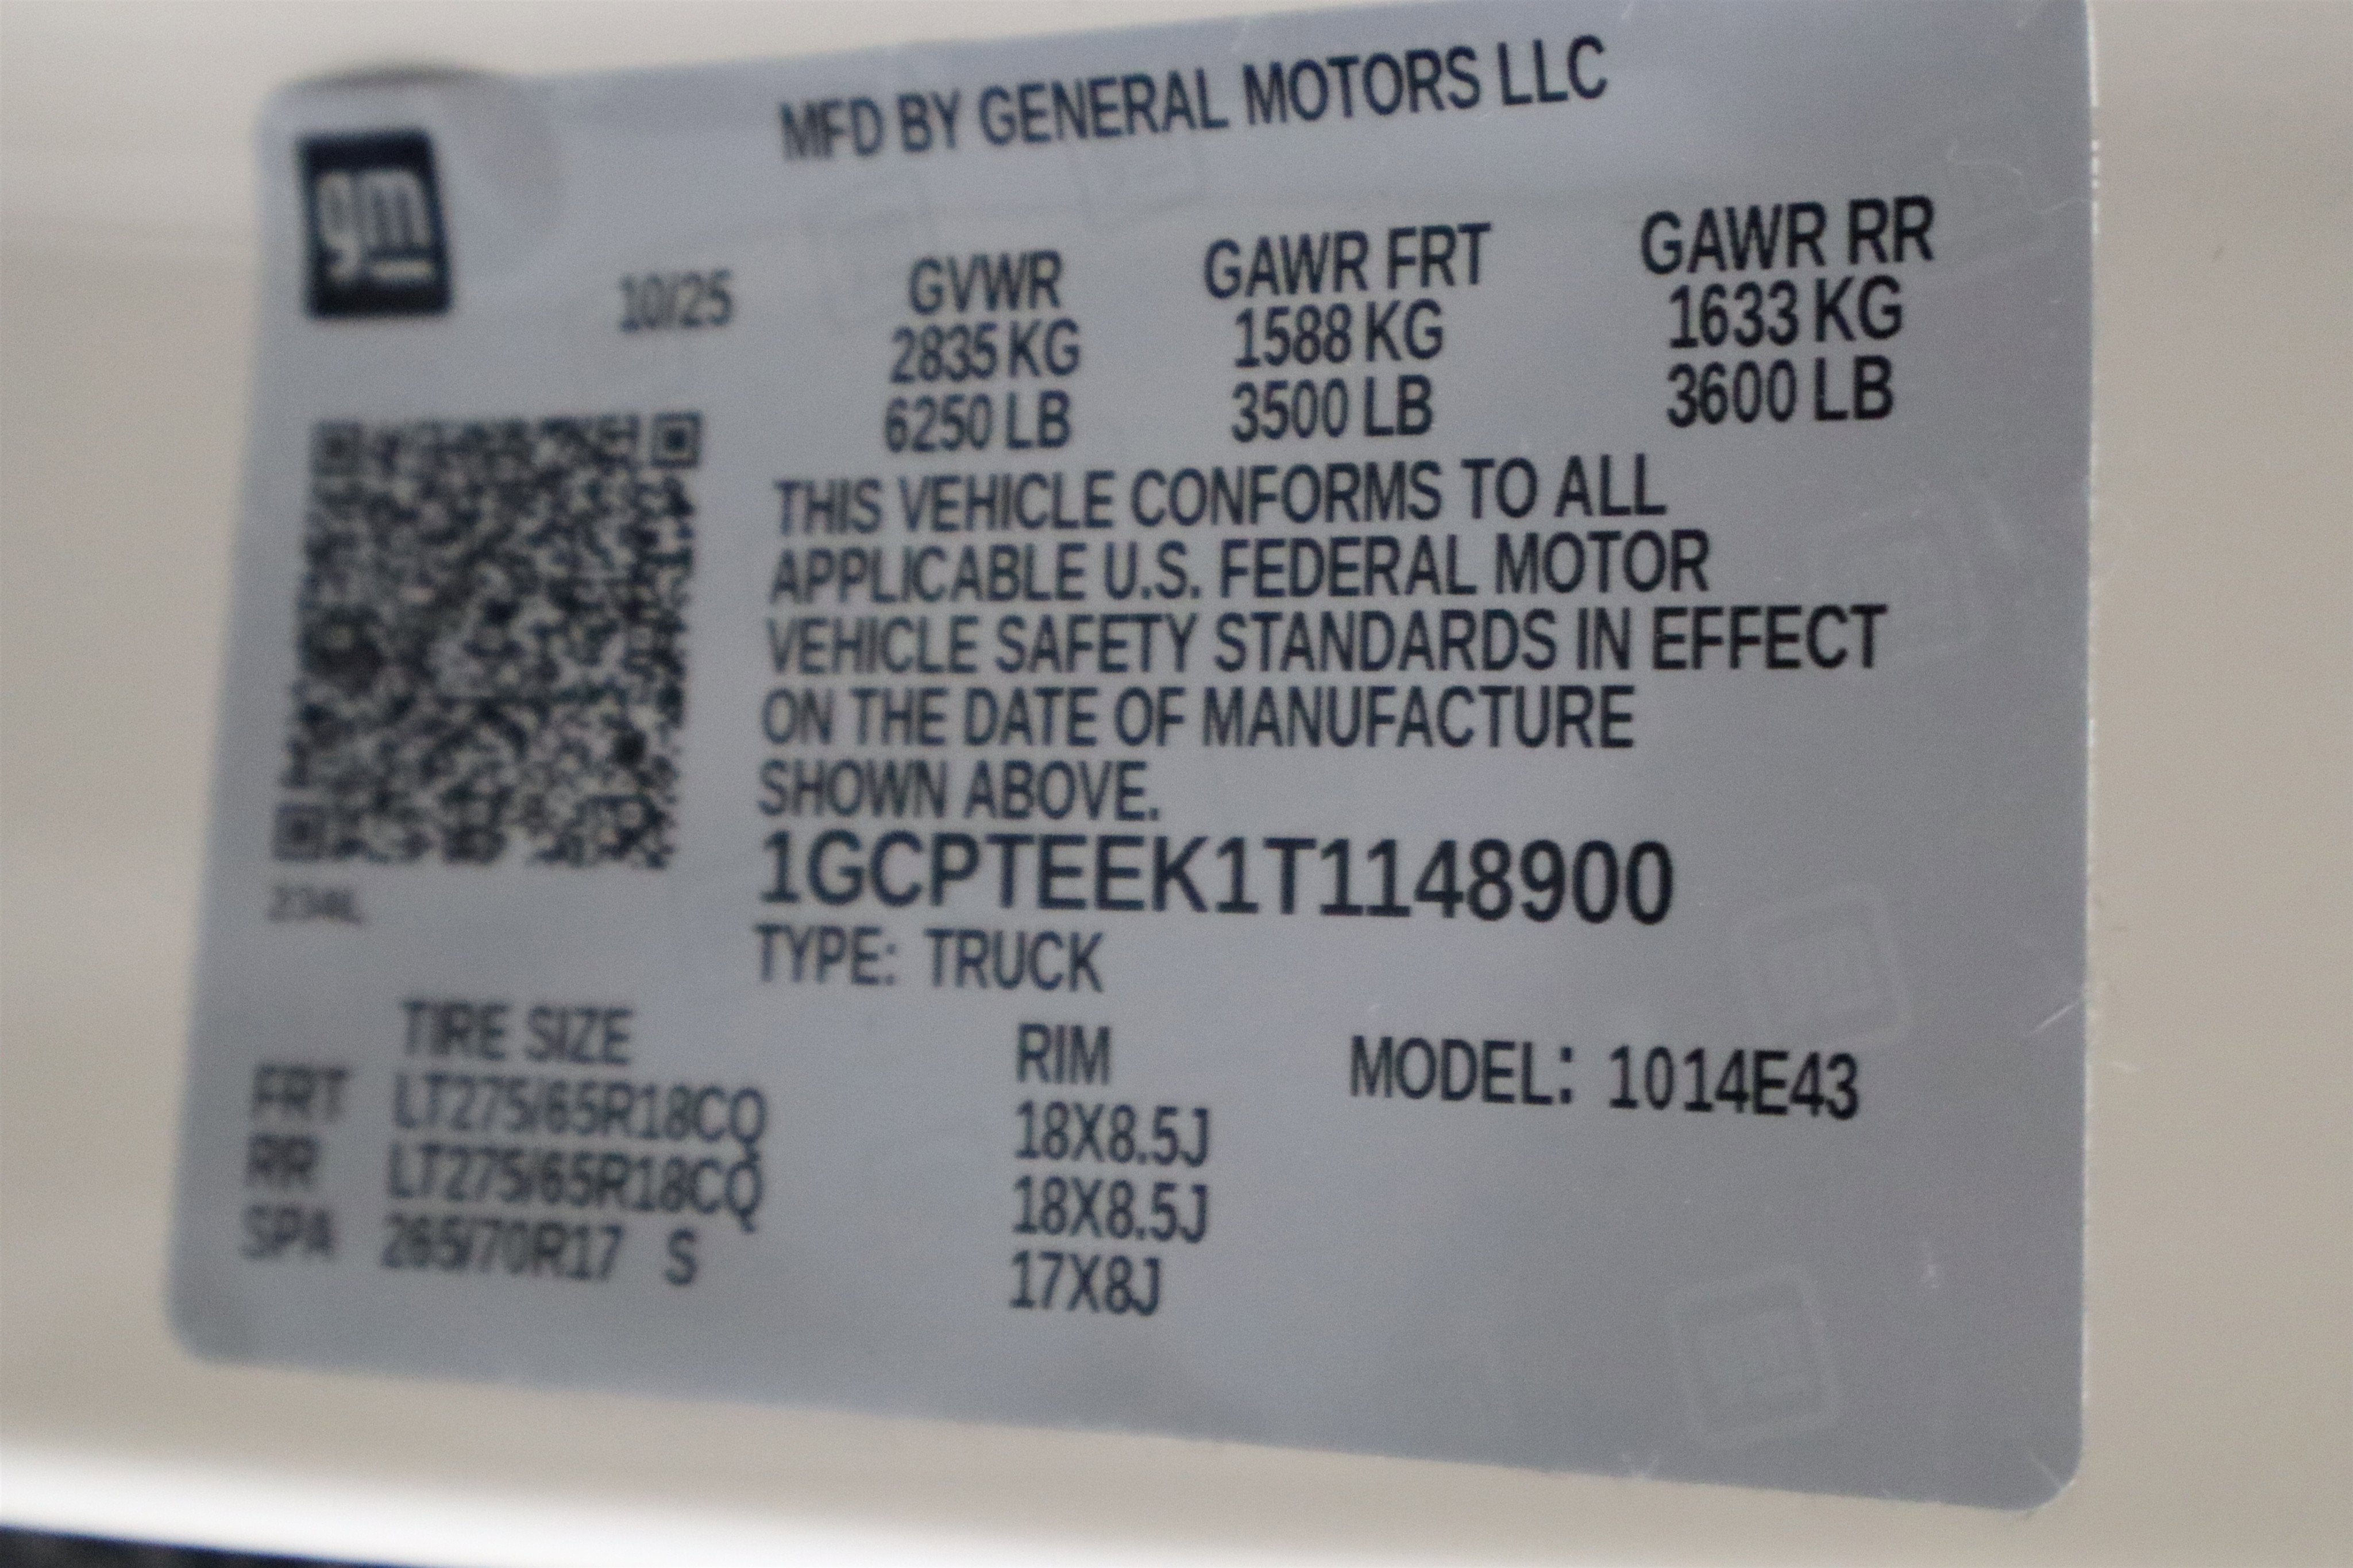 MFD BY GENERAL MOTORS LLC
gm
10/25
GVWR GAWR FRT GAWR RR
2835 KG 1588 KG 1633 KG
6250 LB 3500 LB 3600 LB
THIS VEHICLE CONFORMS TO ALL
APPLICABLE U.S. FEDERAL MOTOR
VEHICLE SAFETY STANDARDS IN EFFECT
ON THE DATE OF MANUFACTURE
SHOWN ABOVE.
1GCPTEEK1T1148900
TYPE: TRUCK
TIRE SIZE RIM MODEL: 1014E43
FRT LT275/65R18CQ 18X8.5J
RR LT275/65R18CQ 18X8.5J
SPA 265/70R17 S 17X8J